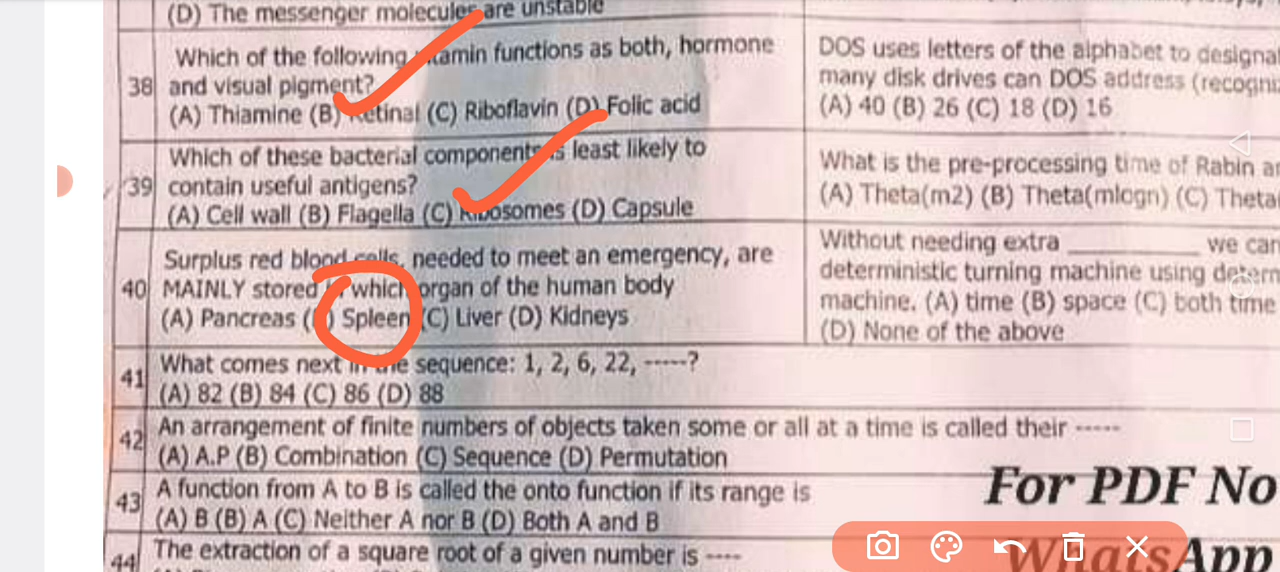 (D) The messenger molecules are unstable
38
Which of the following functions as both, hormone
and visual pigment?
(A) Thiamine (B) Retinal (C) Riboflavin (D) Folic acid
39
Which of these bacterial components is least likely to
contain useful antigens?
(A) Cell wall (B) Flagella (C) Ribosomes (D) Capsule
40
Surplus red blood cells, needed to meet an emergency, are
MAINLY stored in which organ of the human body
(A) Pancreas ( ) Spleen (C) Liver (D) Kidneys
41
What comes next in the sequence: 1, 2, 6, 22, -----?
(A) 82 (B) 84 (C) 86 (D) 88
42
An arrangement of finite numbers of objects taken some or all at a time is called their -----
(A) A.P (B) Combination (C) Sequence (D) Permutation
43
A function from A to B is called the onto function if its range is
(A) B (B) A (C) Neither A nor B (D) Both A and B
44
The extraction of a square root of a given number is ----
DOS uses letters of the alphabet to
many disk drives can DOS address
(A) 40 (B) 26 (C) 18 (D) 16
What is the pre-processing time of Rabin
(A) Theta(m2) (B) Theta(mlogn) (C)
Without needing extra __________ we can
deterministic turning machine using
machine. (A) time (B) space (C) both time
(D) None of the above
For PDF No
WhatsApp